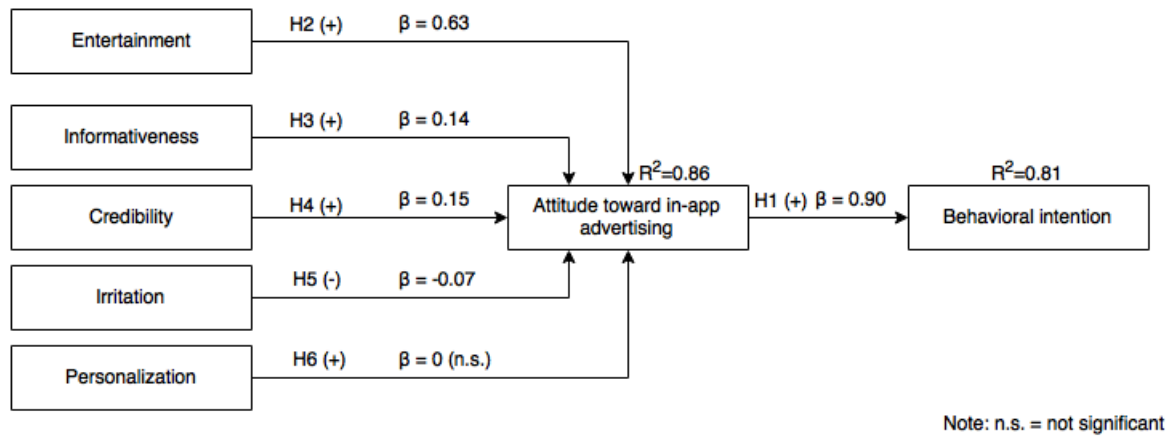 Entertainment
H2 (+)
β = 0.63
Informativeness
H3 (+)
β = 0.14
R²=0.86
R²=0.81
Credibility
H4 (+)
β = 0.15
Attitude toward in-app
advertising
H1 (+) β = 0.90
Behavioral intention
Irritation
H5 (-)
β = -0.07
Personalization
H6 (+)
β = 0 (n.s.)
Note: n.s. = not significant